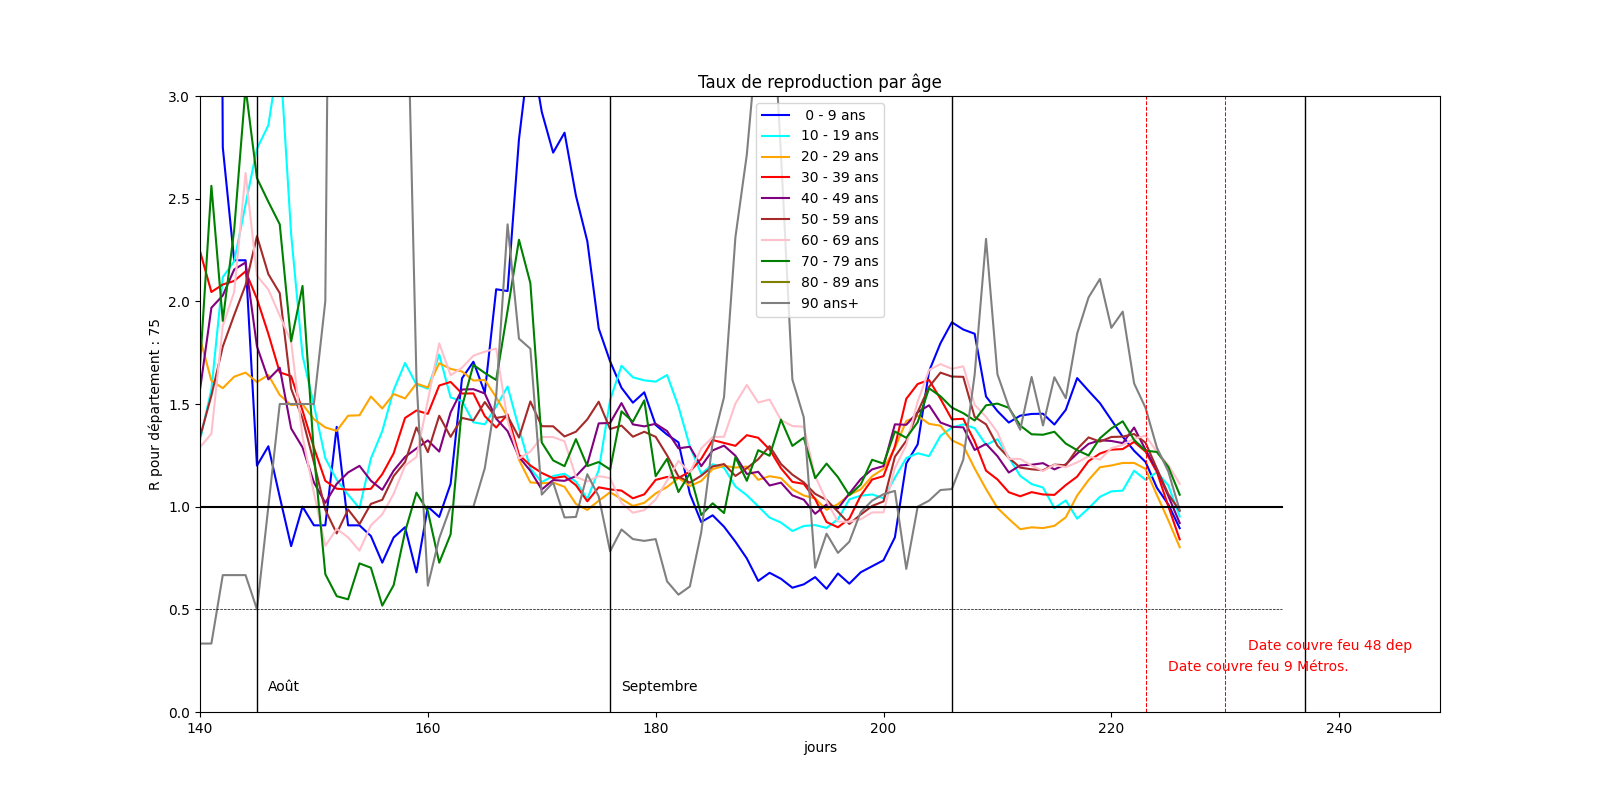 Taux de reproduction par âge
3.0
2.5
2.0
1.5
1.0
0.5
0.0
R pour département : 75
0 - 9 ans
10 - 19 ans
20 - 29 ans
30 - 39 ans
40 - 49 ans
50 - 59 ans
60 - 69 ans
70 - 79 ans
80 - 89 ans
90 ans+
Date couvre feu 48 dep
Date couvre feu 9 Métros.
Août
Septembre
140
160
180
200
220
240
jours